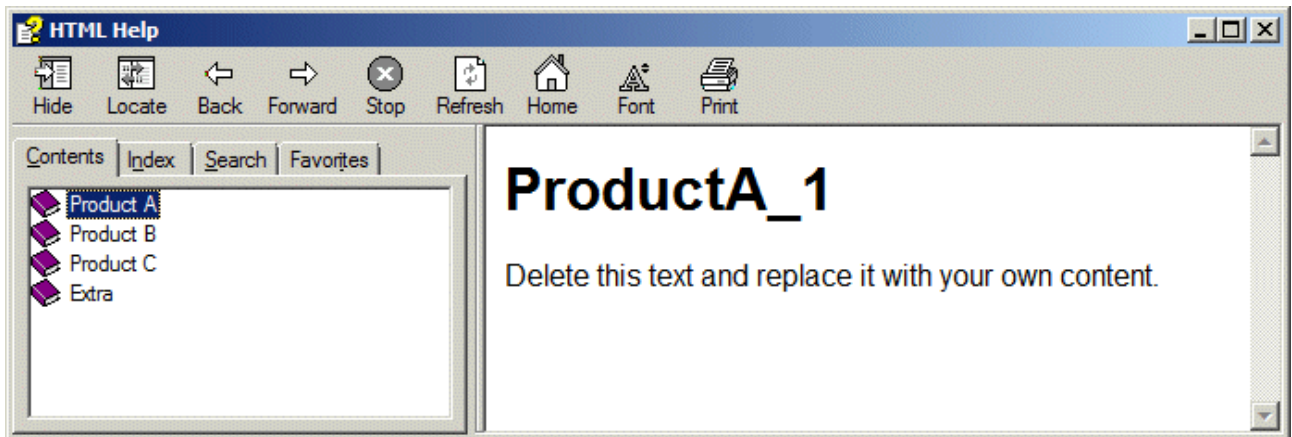 HTML Help
Hide Locate Back Forward Stop Refresh Home Font Print
Contents Index Search Favorites
Product A
Product B
Product C
Extra
ProductA_1
Delete this text and replace it with your own content.